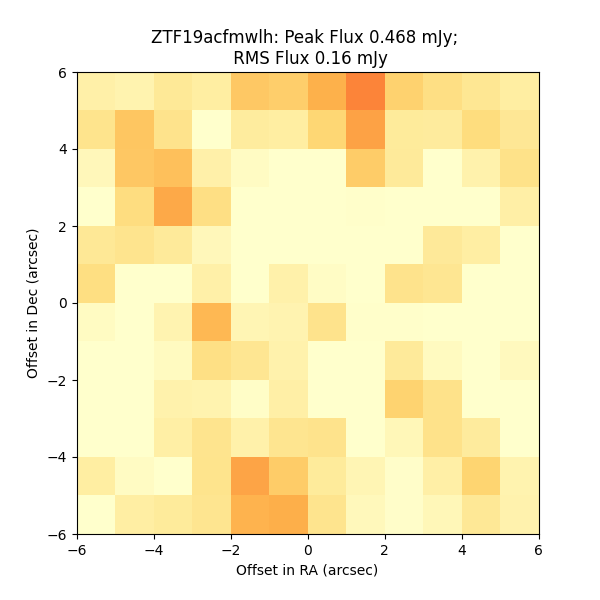 ZTF19acfmwlh: Peak Flux 0.468 mJy;
RMS Flux 0.16 mJy
6
4
2
0
−2
−4
−6
Offset in Dec (arcsec)
−6 −4 −2 0 2 4 6
Offset in RA (arcsec)